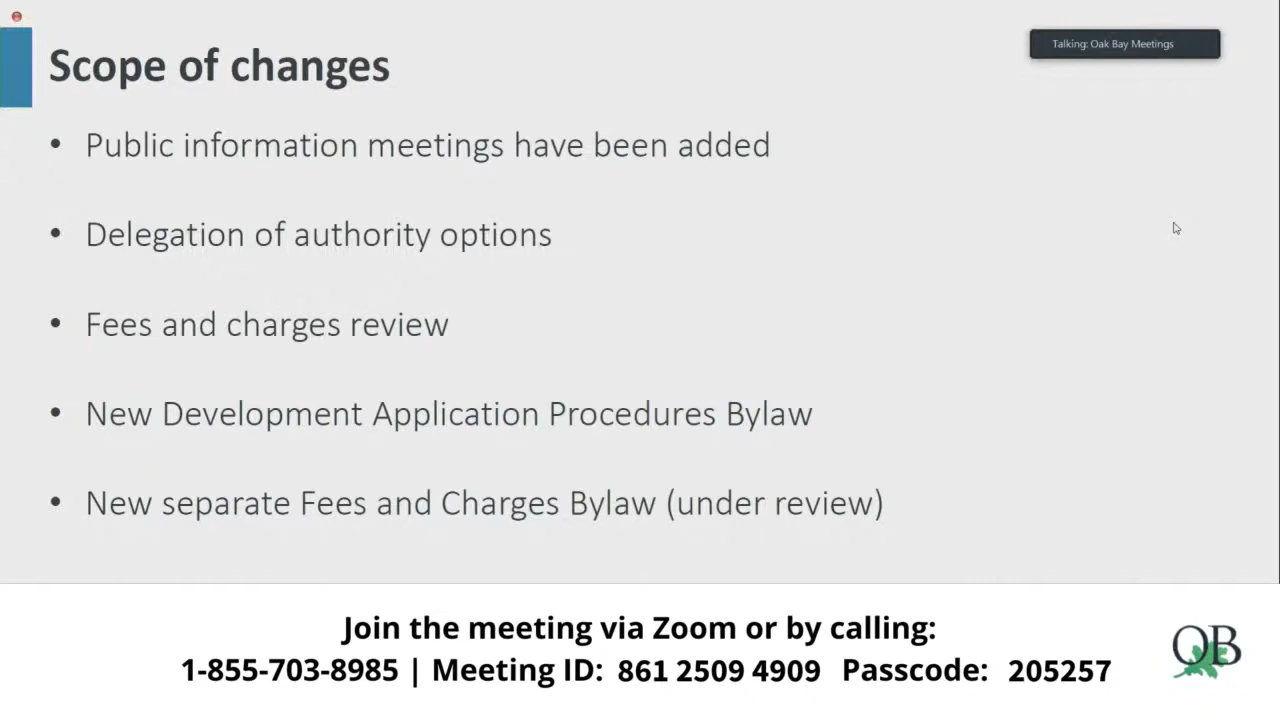 Scope of changes
Talking: Oak Bay Meetings
• Public information meetings have been added
• Delegation of authority options
• Fees and charges review
• New Development Application Procedures Bylaw
• New separate Fees and Charges Bylaw (under review)
Join the meeting via Zoom or by calling:
1-855-703-8985 | Meeting ID: 861 2509 4909 Passcode: 205257
OB